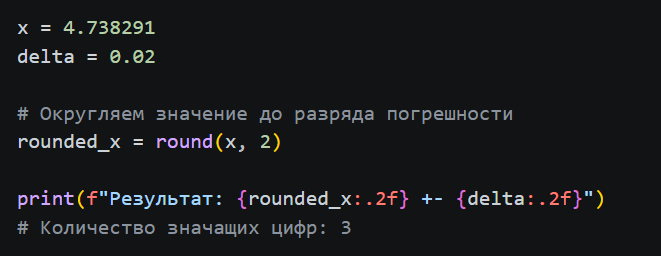 x = 4.738291
delta = 0.02
# Округляем значение до разряда погрешности
rounded_x = round(x, 2)
print(f"Результат: {rounded_x:.2f} +- {delta:.2f}")
# Количество значащих цифр: 3